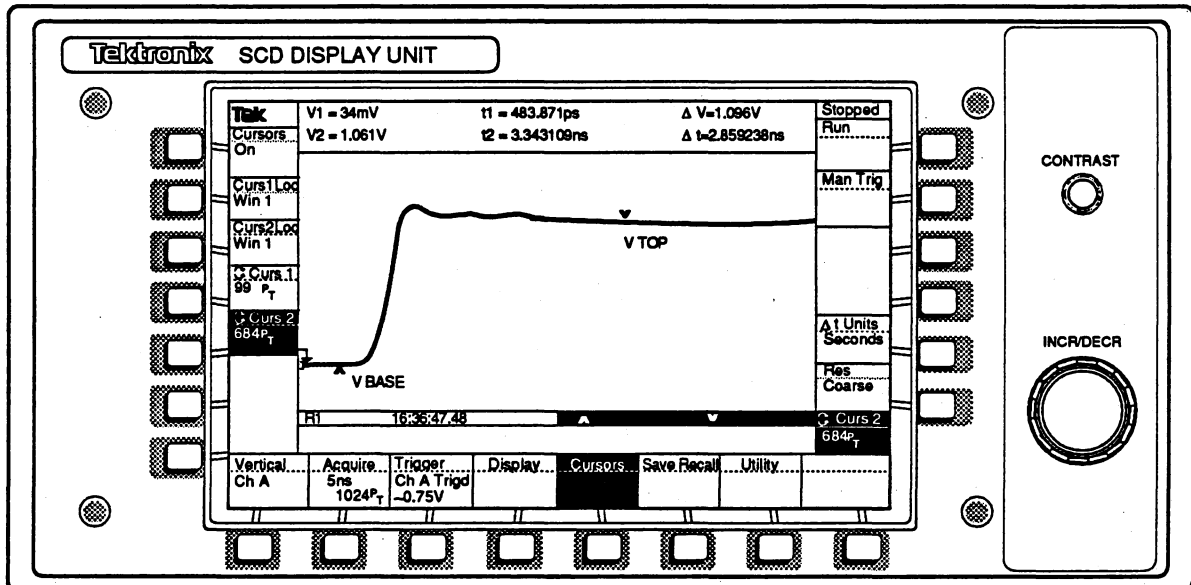 Tektronix SCD DISPLAY UNIT
Tek V1 = 34mV t1 = 483.871ps Δ V=1.096V Stopped
Cursors V2 = 1.061V t2 = 3.343109ns Δ t=2.859238ns Run
On
Curs1Loc Man Trig
Win 1
Curs2Loc
Win 1
V TOP
Curs 1
99 PT
Curs 2
684PT
Δ t Units
Seconds
V BASE
Res
Coarse
R1 16:36:47.48 Curs 2
684PT
Vertical Acquire Trigger Display Cursors Save Recall Utility
Ch A 5ns Ch A Trigd
1024PT –0.75V
CONTRAST
INCR/DECR